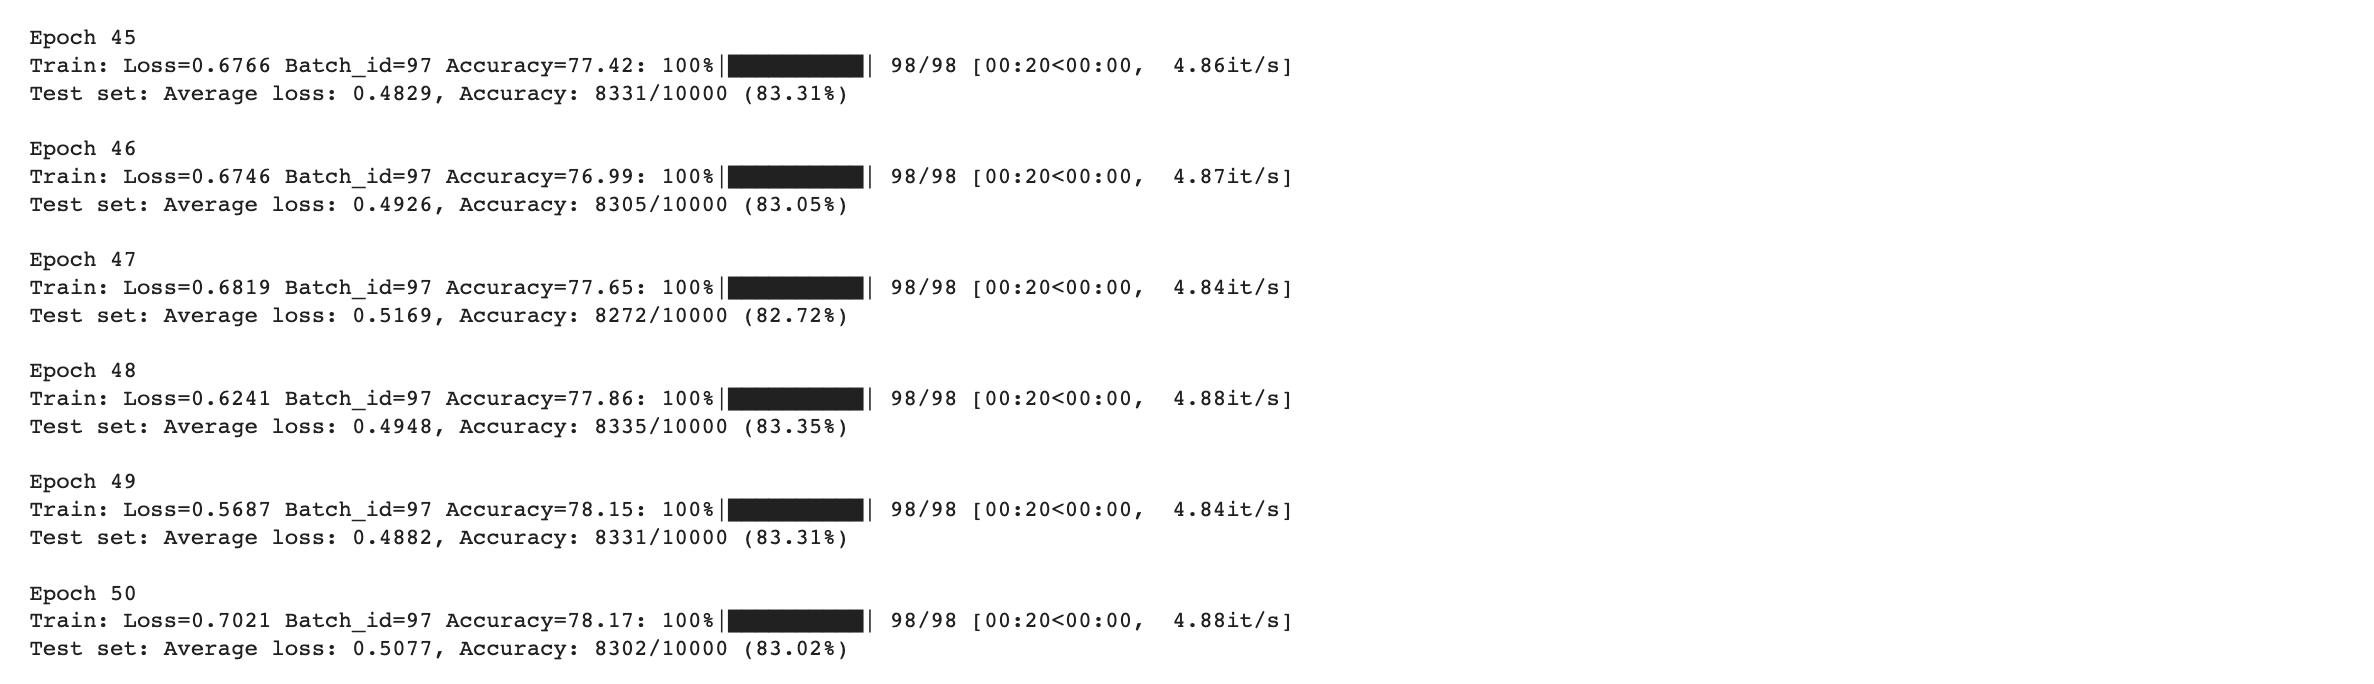 Epoch 45
Train: Loss=0.6766 Batch_id=97 Accuracy=77.42: 100%|██████████| 98/98 [00:20<00:00,  4.86it/s]
Test set: Average loss: 0.4829, Accuracy: 8331/10000 (83.31%)

Epoch 46
Train: Loss=0.6746 Batch_id=97 Accuracy=76.99: 100%|██████████| 98/98 [00:20<00:00,  4.87it/s]
Test set: Average loss: 0.4926, Accuracy: 8305/10000 (83.05%)

Epoch 47
Train: Loss=0.6819 Batch_id=97 Accuracy=77.65: 100%|██████████| 98/98 [00:20<00:00,  4.84it/s]
Test set: Average loss: 0.5169, Accuracy: 8272/10000 (82.72%)

Epoch 48
Train: Loss=0.6241 Batch_id=97 Accuracy=77.86: 100%|██████████| 98/98 [00:20<00:00,  4.88it/s]
Test set: Average loss: 0.4948, Accuracy: 8335/10000 (83.35%)

Epoch 49
Train: Loss=0.5687 Batch_id=97 Accuracy=78.15: 100%|██████████| 98/98 [00:20<00:00,  4.84it/s]
Test set: Average loss: 0.4882, Accuracy: 8331/10000 (83.31%)

Epoch 50
Train: Loss=0.7021 Batch_id=97 Accuracy=78.17: 100%|██████████| 98/98 [00:20<00:00,  4.88it/s]
Test set: Average loss: 0.5077, Accuracy: 8302/10000 (83.02%)